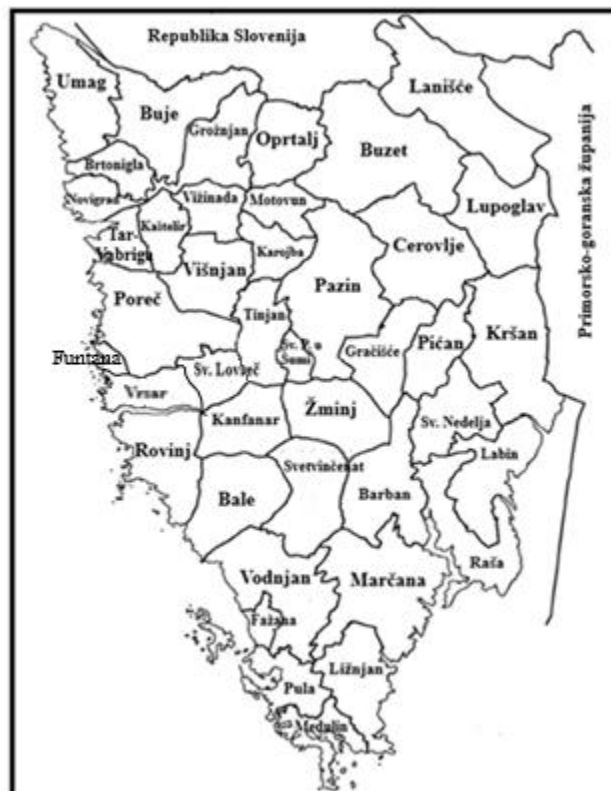 Republika Slovenija
Umag
Buje
Grožnjan
Oprtalj
Buzet
Lanišće
Brtonigla
Novigrad
Vižinada
Motovun
Lupoglav
Primorsko-goranska županija
Tar-
Vabriga
Kaštelir
Višnjan
Karojba
Cerovlje
Poreč
Tinjan
Pazin
Kršan
Funtana
Sv. Lovreč
Sv. P. u
Šumi
Gračišće
Pićan
Vrsar
Kanfanar
Žminj
Sv. Nedelja
Rovinj
Svetvinčenat
Labin
Bale
Barban
Raša
Vodnjan
Marčana
Fažana
Ližnjan
Pula
Medulin